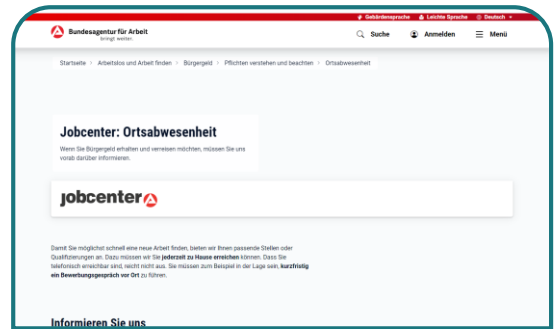 Gebärdensprache Leichte Sprache Deutsch
Bundesagentur für Arbeit
bringt weiter.
Suche Anmelden Menü
Startseite › Arbeitslos und Arbeit finden › Bürgergeld › Pflichten verstehen und beachten › Ortsabwesenheit
Jobcenter: Ortsabwesenheit
Wenn Sie Bürgergeld erhalten und verreisen möchten, müssen Sie uns
vorab darüber informieren.
jobcenter
Damit Sie möglichst schnell eine neue Arbeit finden, bieten wir Ihnen passende Stellen oder
Qualifizierungen an. Dazu müssen wir Sie jederzeit zu Hause erreichen können. Dass Sie
telefonisch erreichbar sind, reicht nicht aus. Sie müssen zum Beispiel in der Lage sein, kurzfristig
ein Bewerbungsgespräch vor Ort zu führen.
Informieren Sie uns